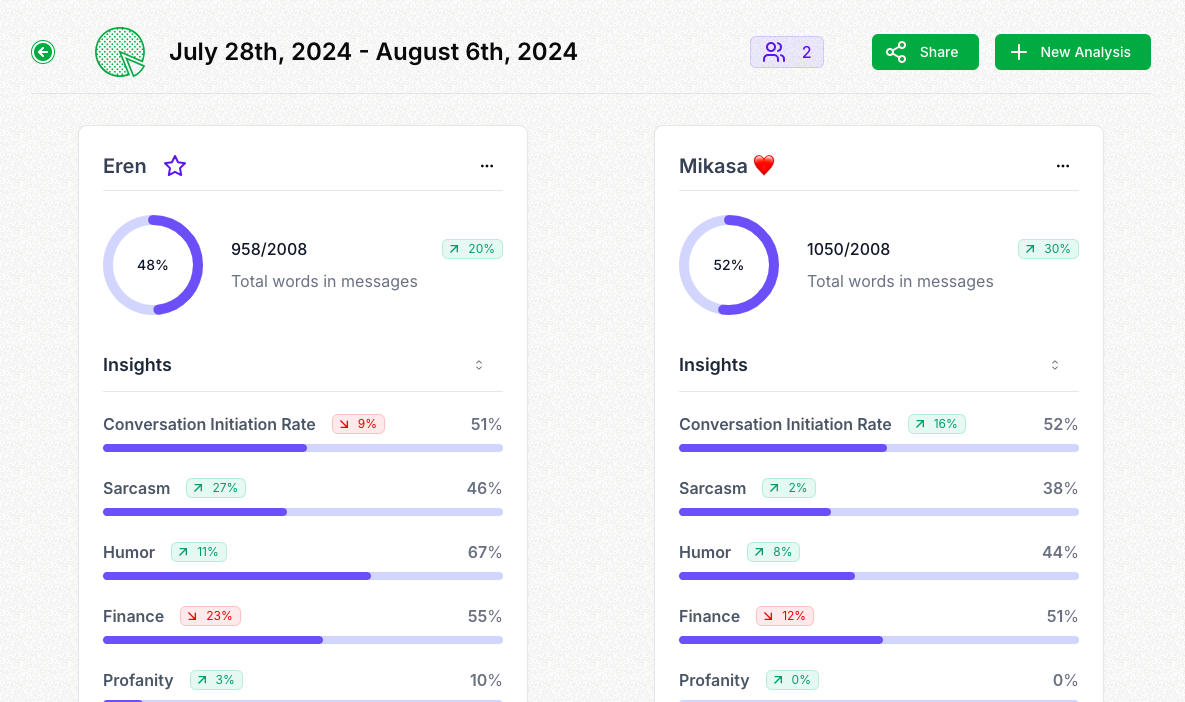 July 28th, 2024 - August 6th, 2024
2
Share
New Analysis
Eren
48%
958/2008
20%
Total words in messages
Insights
Conversation Initiation Rate 9% 51%
Sarcasm 27% 46%
Humor 11% 67%
Finance 23% 55%
Profanity 3% 10%
Mikasa ❤️
52%
1050/2008
30%
Total words in messages
Insights
Conversation Initiation Rate 16% 52%
Sarcasm 2% 38%
Humor 8% 44%
Finance 12% 51%
Profanity 0% 0%